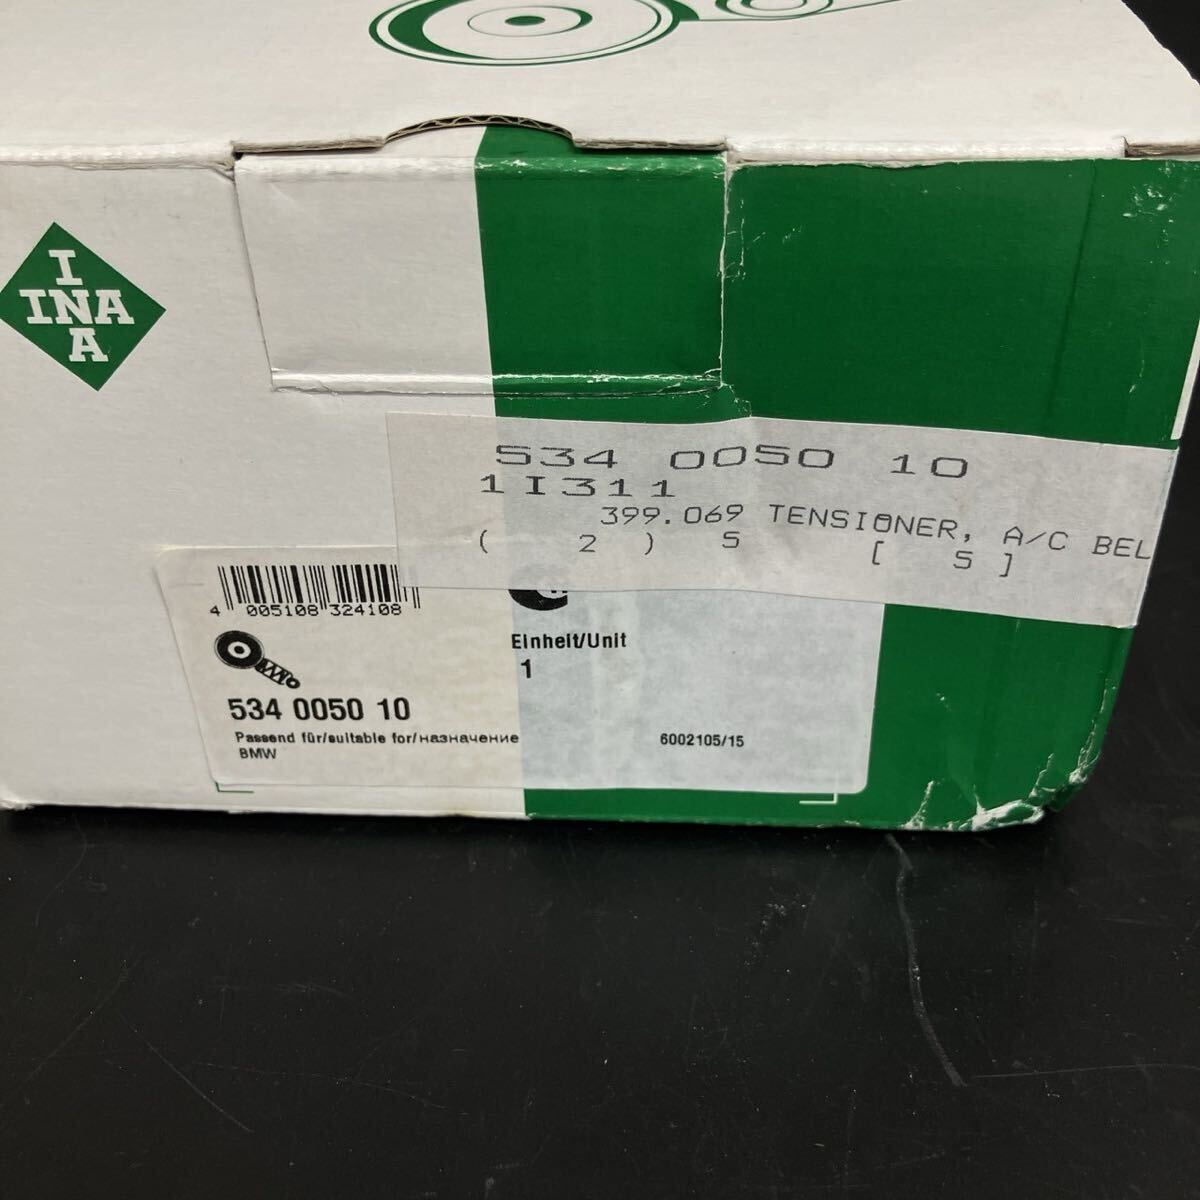 I
INA
A
534 0050 10
1I311
399.069 TENSIONER, A/C BEL
( 2 ) S [ S ]
4 005108 324108
Einheit/Unit
1
534 0050 10
Passend für/suitable for/назначение
BMW
6002105/15